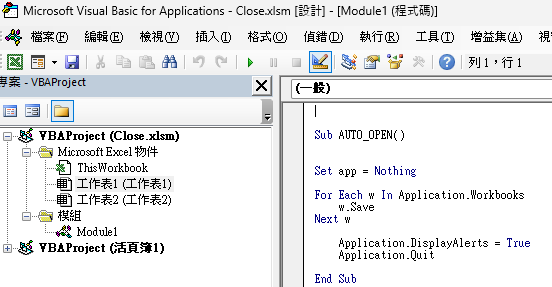 Microsoft Visual Basic for Applications - Close.xlsm [設計] - [Module1 (程式碼)]
檔案(F) 編輯(E) 檢視(V) 插入(I) 格式(O) 偵錯(D) 執行(R) 工具(T) 增益集(A) 視
列 1，行 1
專案 - VBAProject
VBAProject (Close.xlsm)
Microsoft Excel 物件
ThisWorkbook
工作表1 (工作表1)
工作表2 (工作表2)
模組
Module1
VBAProject (活頁簿1)
(一般)
Sub AUTO_OPEN()
Set app = Nothing
For Each w In Application.Workbooks
w.Save
Next w
Application.DisplayAlerts = True
Application.Quit
End Sub